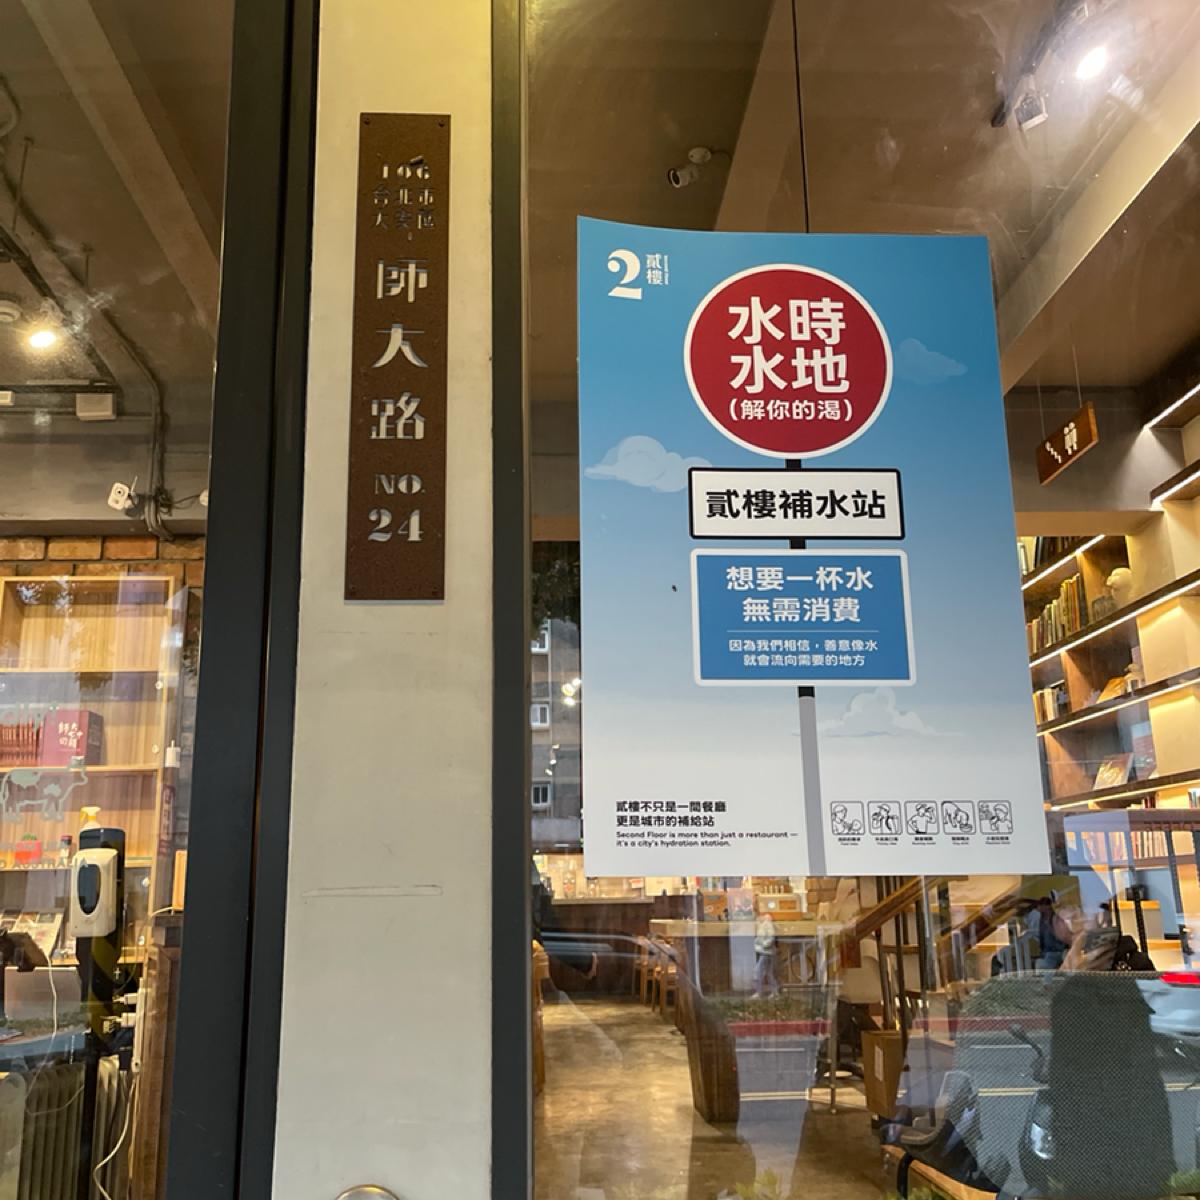 106
台北市
大安區
師大路
NO.
24
2 貳樓
水時
水地
(解你的渴)
貳樓補水站
想要一杯水
無需消費
因為我們相信，善意像水
就會流向需要的地方
貳樓不只是一間餐廳
更是城市的補給站
Second Floor is more than just a restaurant —
it's a city's hydration station.